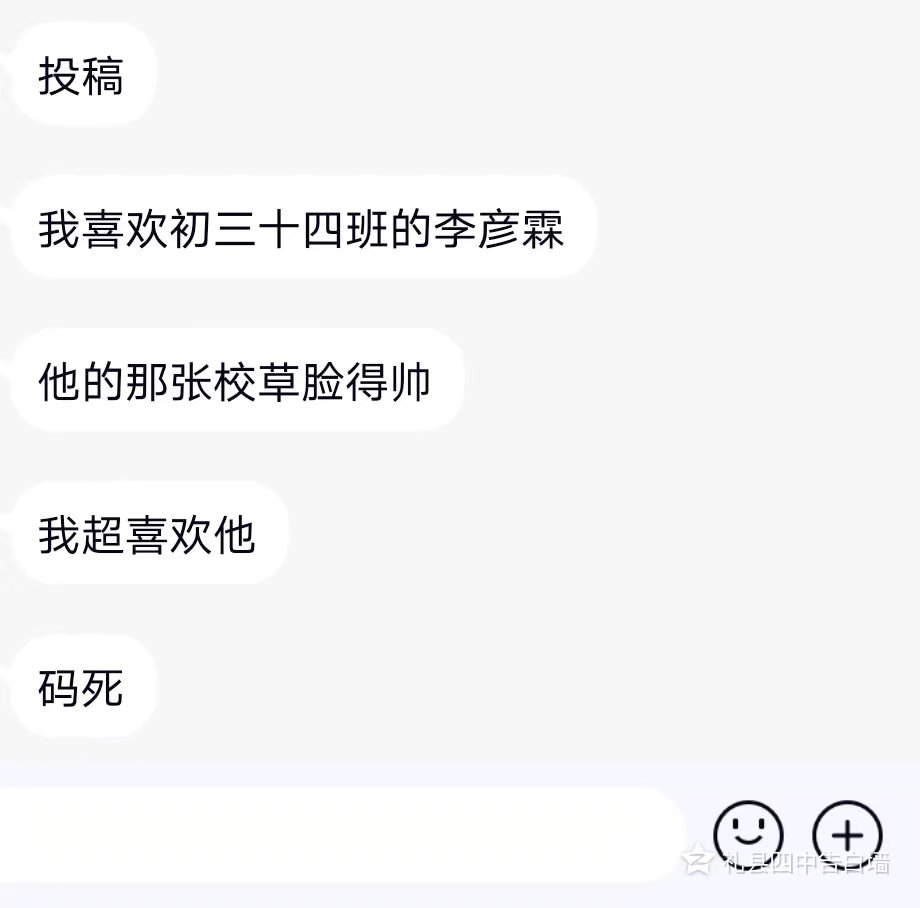 投稿
我喜欢初三十四班的李彦霖
他的那张校草脸得帅
我超喜欢他
码死
礼县四中告白墙